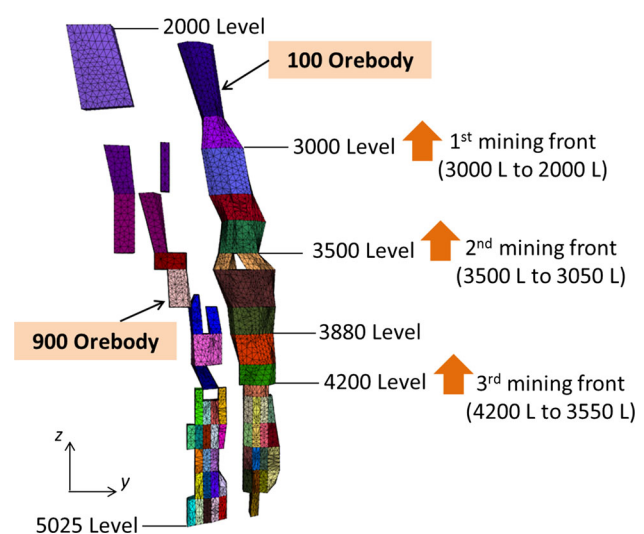 2000 Level
100 Orebody
3000 Level
1st mining front
(3000 L to 2000 L)
3500 Level
2nd mining front
(3500 L to 3050 L)
900 Orebody
3880 Level
4200 Level
3rd mining front
(4200 L to 3550 L)
z
y
5025 Level